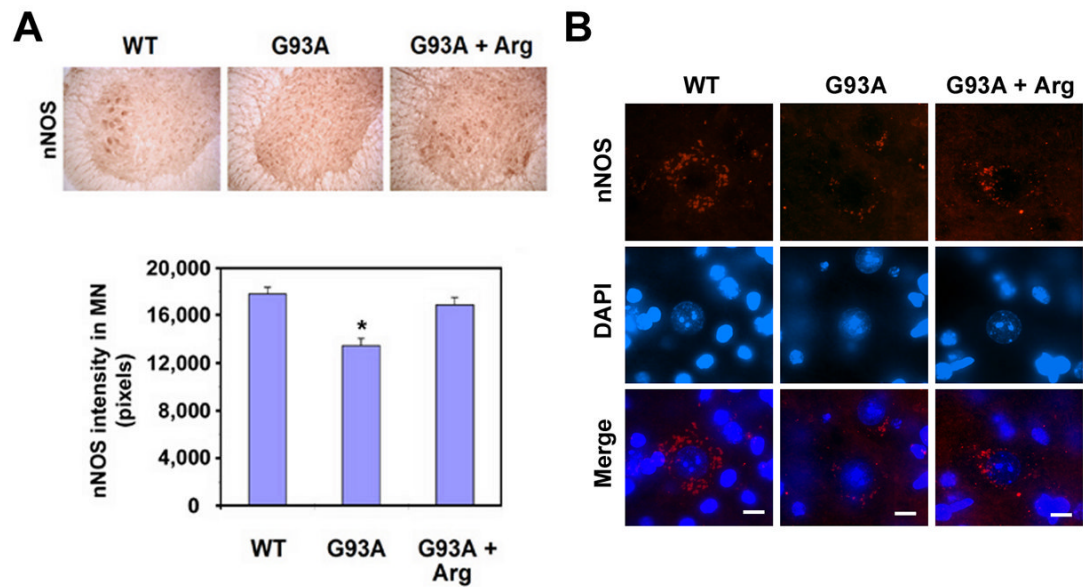 A
WT G93A G93A + Arg
nNOS
nNOS intensity in MN
(pixels)
20,000
16,000
12,000
8,000
4,000
0
*
WT G93A G93A +
Arg
B
WT G93A G93A + Arg
nNOS
DAPI
Merge